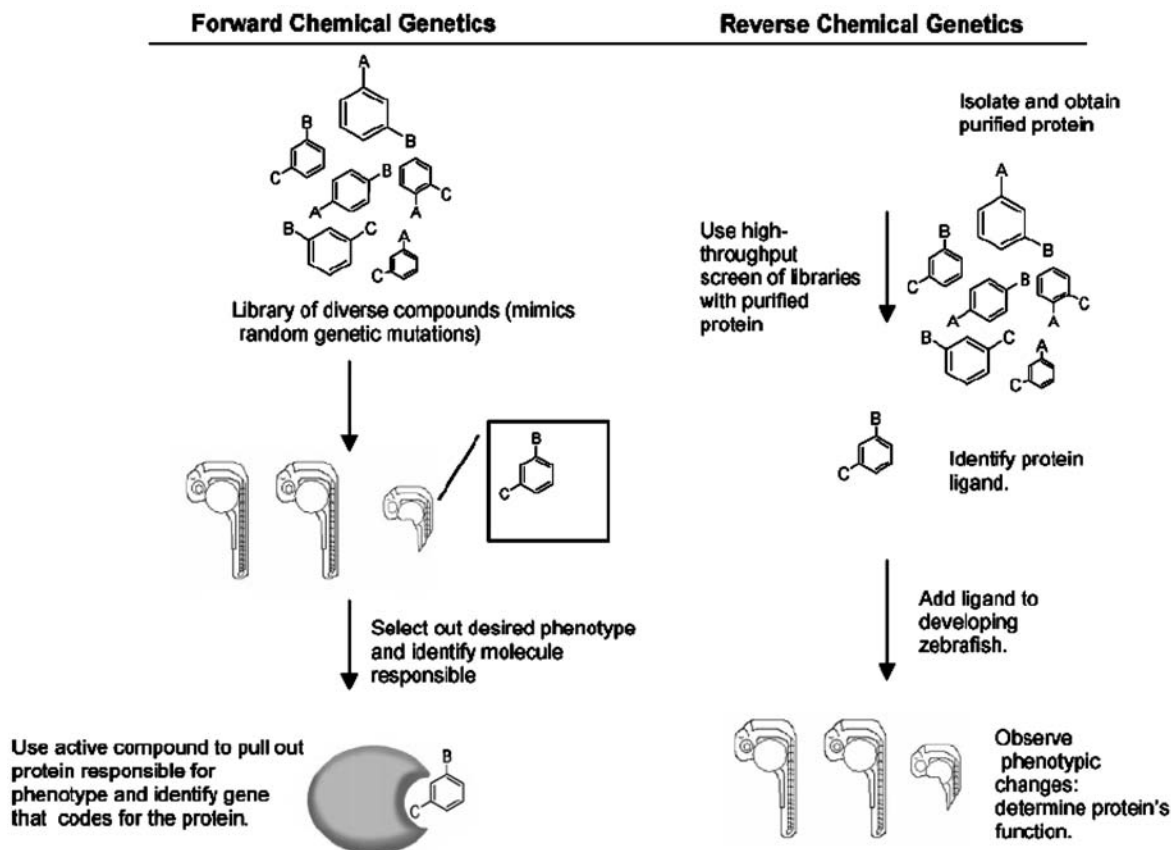 Forward Chemical Genetics
A
B
B
C
B
A
C
A
B
C
A
C
Library of diverse compounds (mimics
random genetic mutations)
B
C
Select out desired phenotype
and identify molecule
responsible
Use active compound to pull out
protein responsible for
phenotype and identify gene
that codes for the protein.
B
C
Reverse Chemical Genetics
Isolate and obtain
purified protein
Use high-
throughput
screen of libraries
with purified
protein
A
B
B
C
B
A
C
A
B
C
A
C
B
C
Identify protein
ligand.
Add ligand to
developing
zebrafish.
Observe
phenotypic
changes:
determine protein's
function.